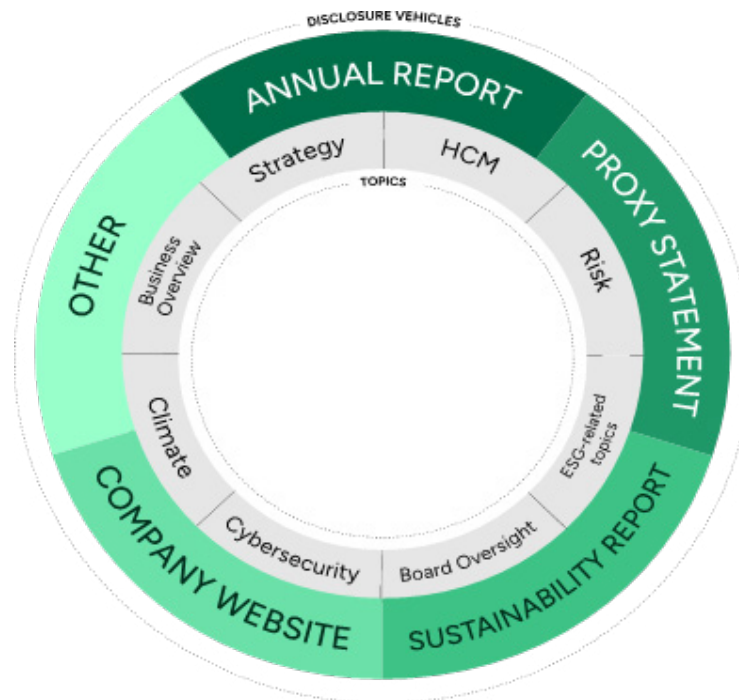 DISCLOSURE VEHICLES
ANNUAL REPORT
PROXY STATEMENT
SUSTAINABILITY REPORT
COMPANY WEBSITE
OTHER
TOPICS
Strategy
HCM
Risk
ESG-related
topics
Board Oversight
Cybersecurity
Climate
Business
Overview